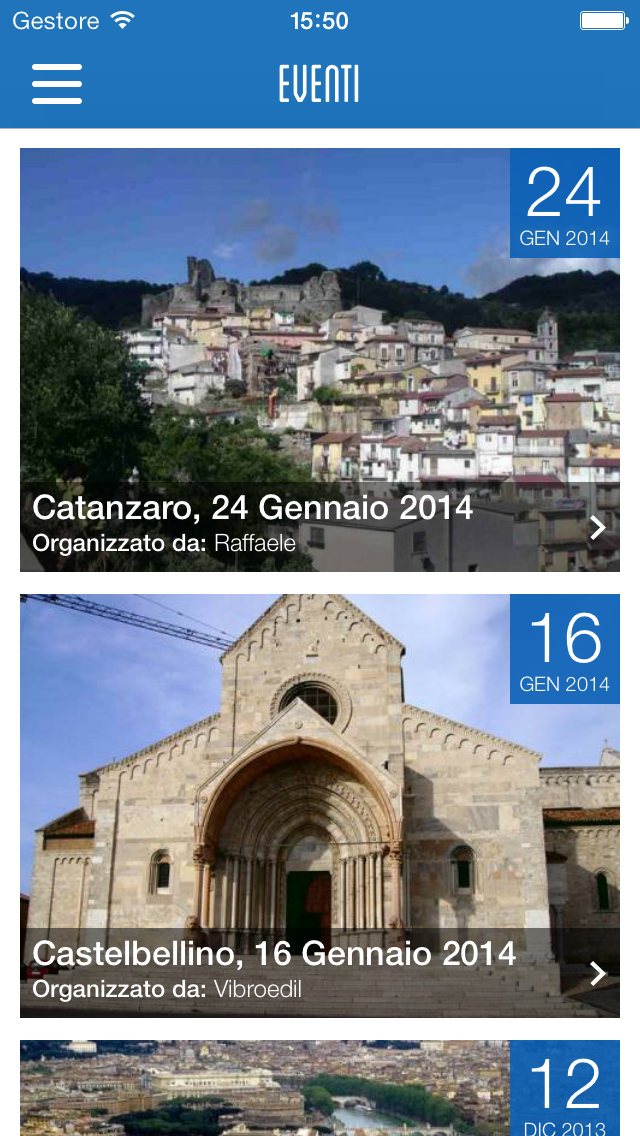 Gestore 15:50
EVENTI
24
GEN 2014
Catanzaro, 24 Gennaio 2014
Organizzato da: Raffaele
16
GEN 2014
Castelbellino, 16 Gennaio 2014
Organizzato da: Vibroedil
12
DIC 2013